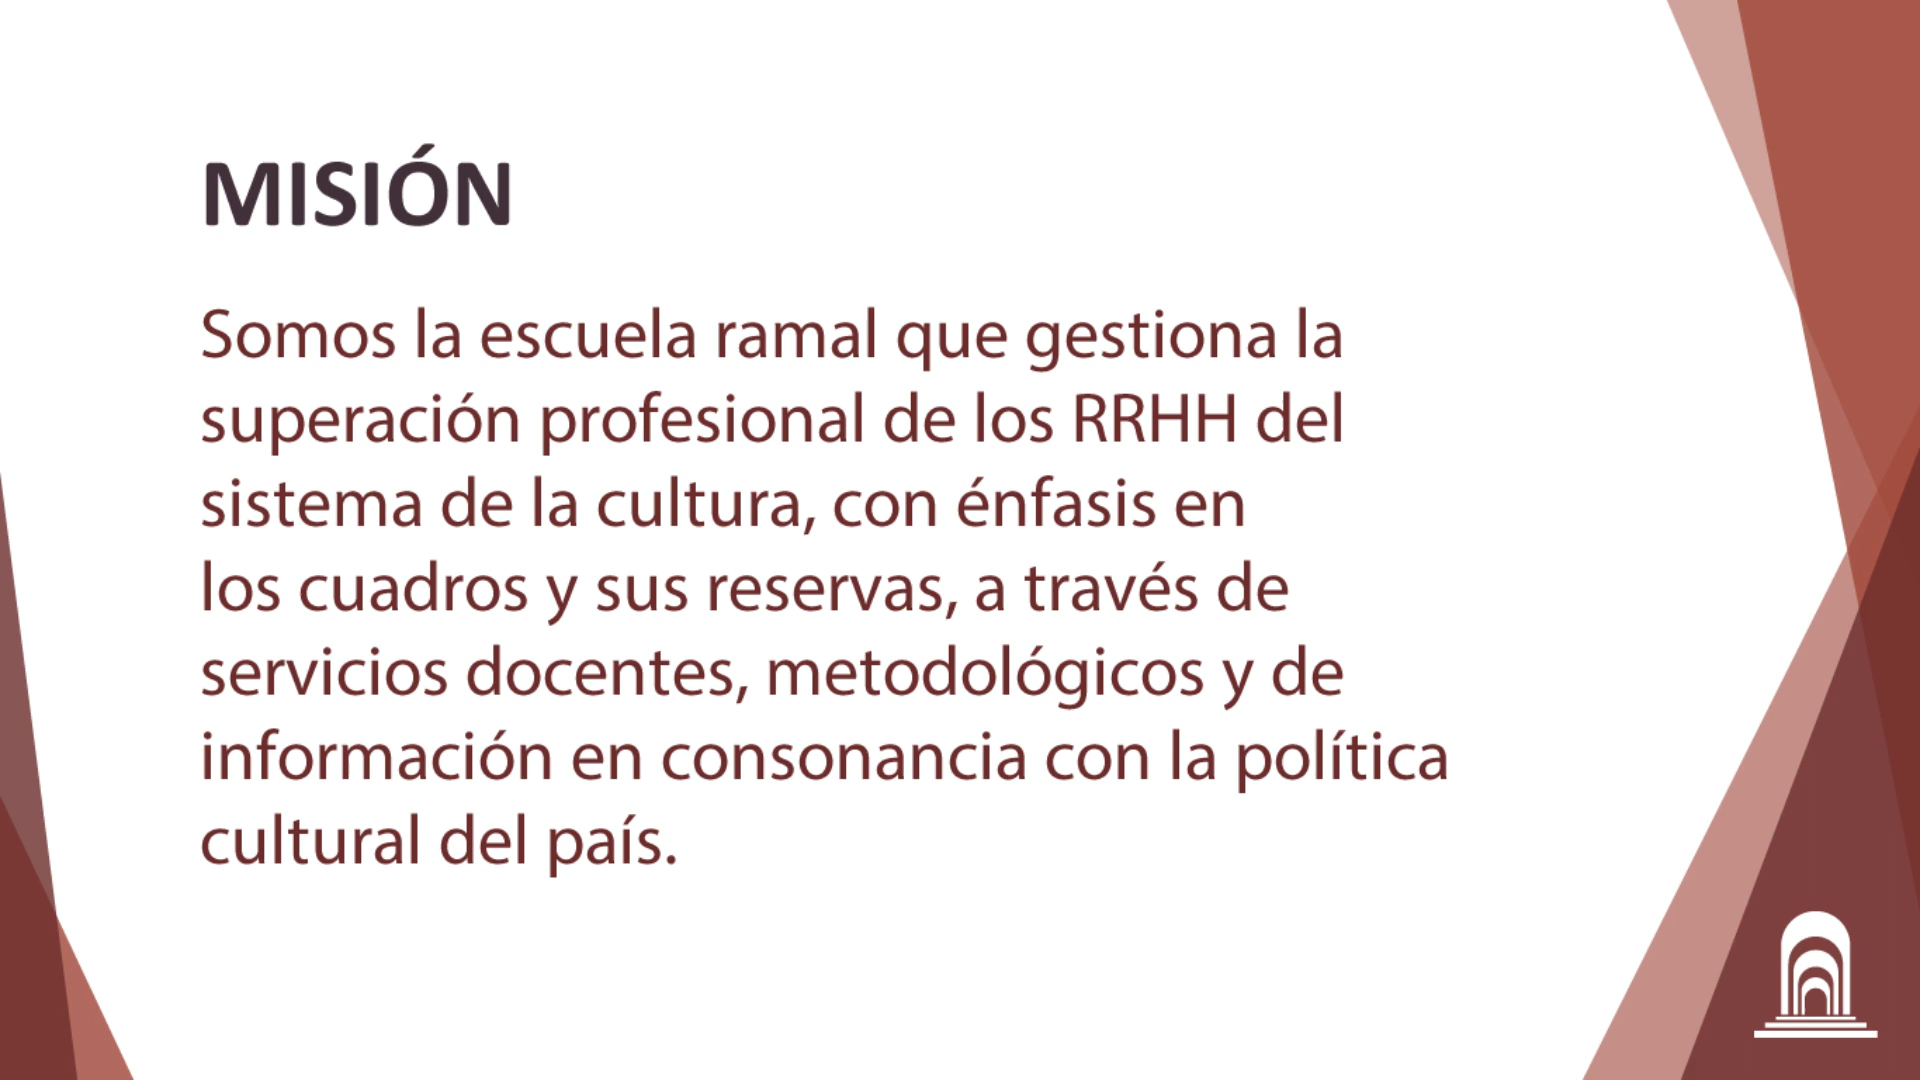 MISIÓN
Somos la escuela ramal que gestiona la
superación profesional de los RRHH del
sistema de la cultura, con énfasis en
los cuadros y sus reservas, a través de
servicios docentes, metodológicos y de
información en consonancia con la política
cultural del país.